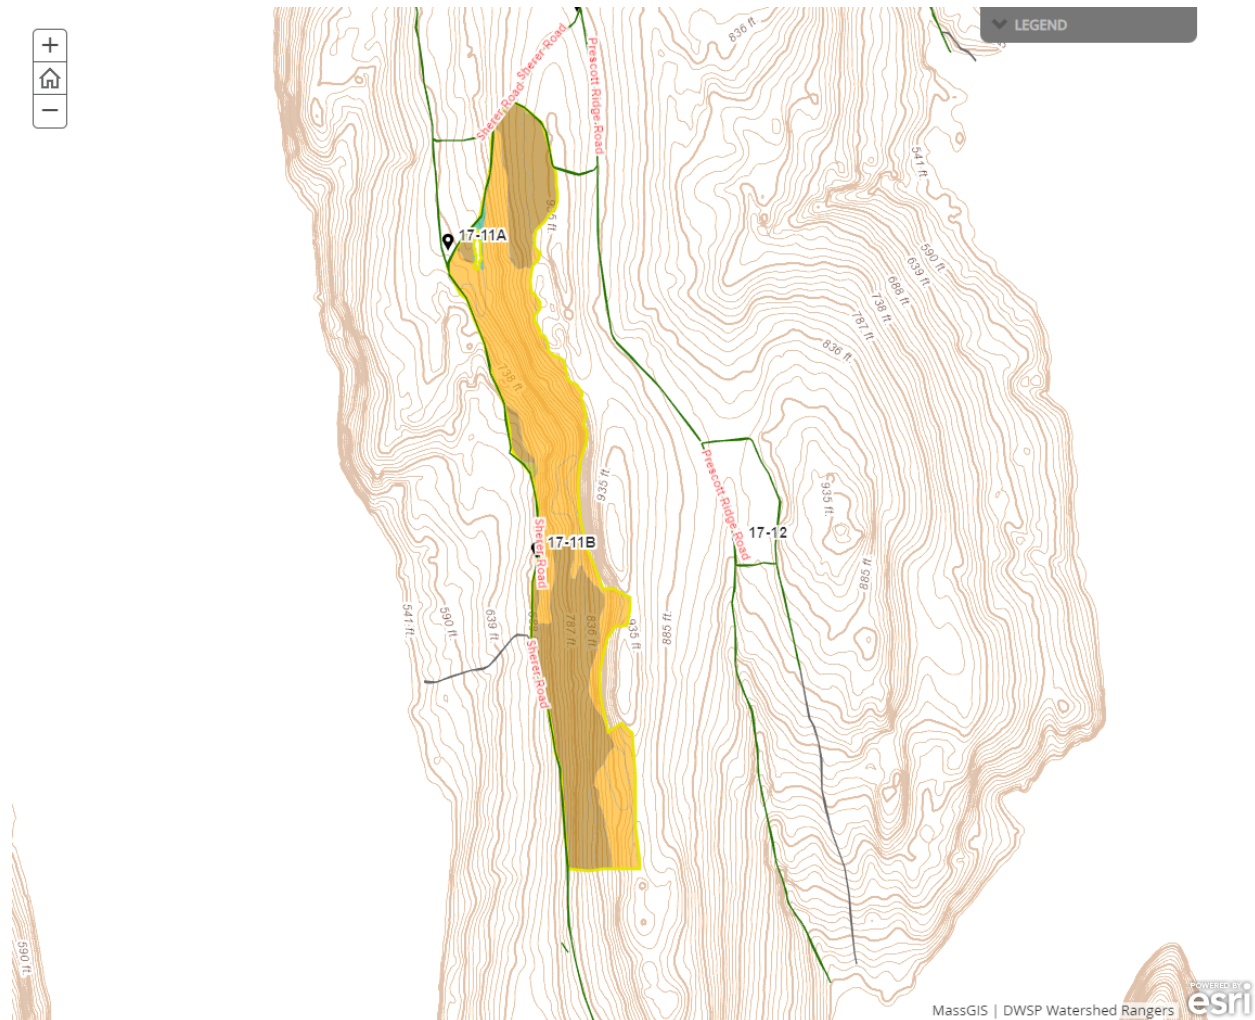 LEGEND
+
−
836 ft.
Sherer Road
Sherer Road
Prescott Ridge Road
541 ft.
17-11A
590 ft.
639 ft.
688 ft.
738 ft.
787 ft.
836 ft.
738 ft
935 ft.
935 ft.
Prescott Ridge Road
17-12
17-11B
Sherer Road
885 ft.
541 ft.
590 ft.
639 ft.
787 ft
836 ft.
935 ft.
885 ft.
Sherer Road
590 ft.
MassGIS | DWSP Watershed Rangers
POWERED BY
esri